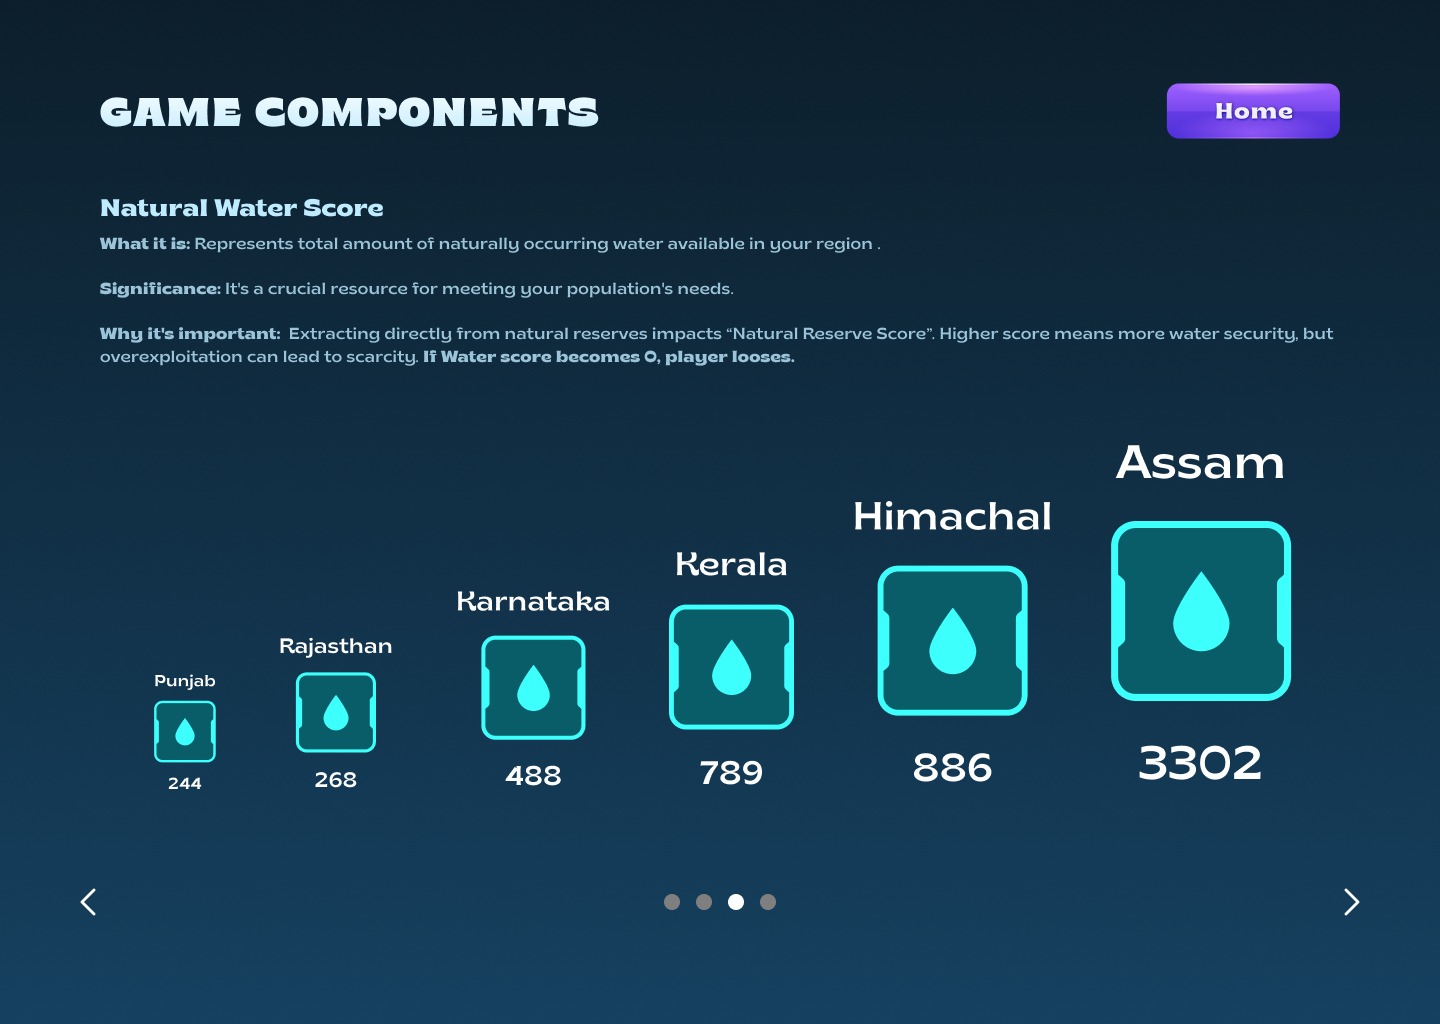 GAME COMPONENTS
Home
Natural Water Score
What it is: Represents total amount of naturally occurring water available in your region .
Significance: It's a crucial resource for meeting your population's needs.
Why it's important:  Extracting directly from natural reserves impacts “Natural Reserve Score”. Higher score means more water security, but
overexploitation can lead to scarcity. If Water score becomes 0, player looses.
Punjab
244
Rajasthan
268
Karnataka
488
Kerala
789
Himachal
886
Assam
3302